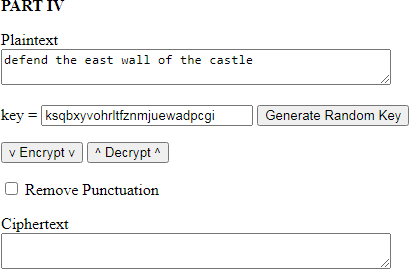 PART IV
Plaintext
defend the east wall of the castle
key = ksqbxyvohrltfznmjuewadpcgi Generate Random Key
v Encrypt v ^ Decrypt ^
Remove Punctuation
Ciphertext